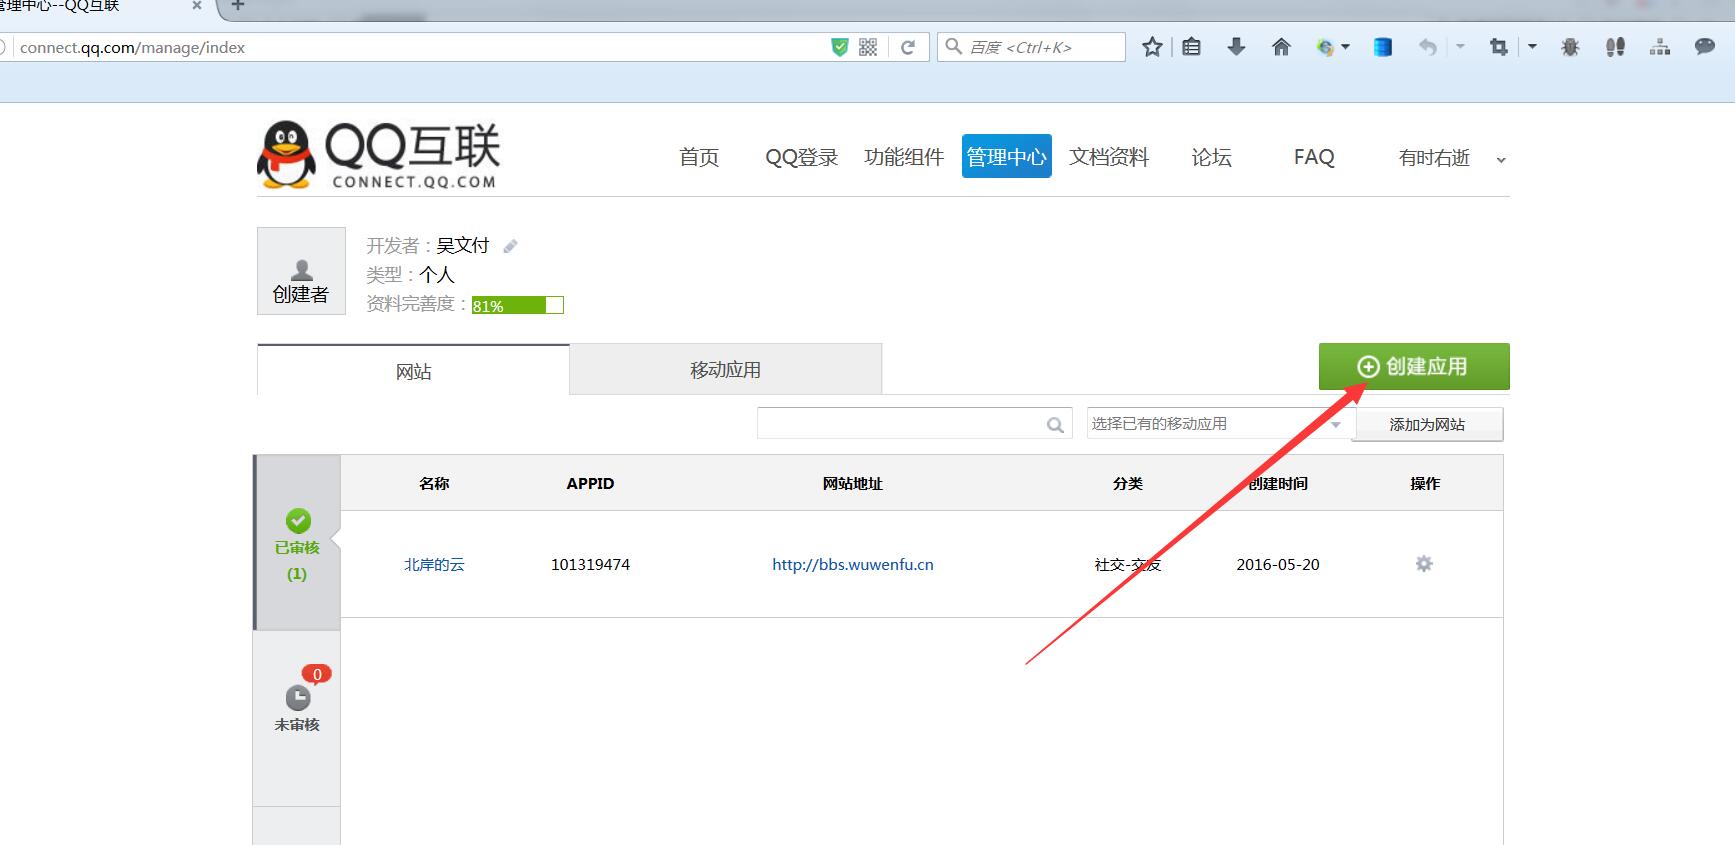 管理中心--QQ互联
connect.qq.com/manage/index
百度 <Ctrl+K>
QQ互联
CONNECT.QQ.COM
首页 QQ登录 功能组件 管理中心 文档资料 论坛 FAQ 有时右逝
创建者
开发者：吴文付
类型：个人
资料完善度：81%
网站 移动应用 创建应用
选择已有的移动应用 添加为网站
名称 APPID 网站地址 分类 创建时间 操作
已审核
(1)
北岸的云 101319474 http://bbs.wuwenfu.cn 社交-交友 2016-05-20
0
未审核